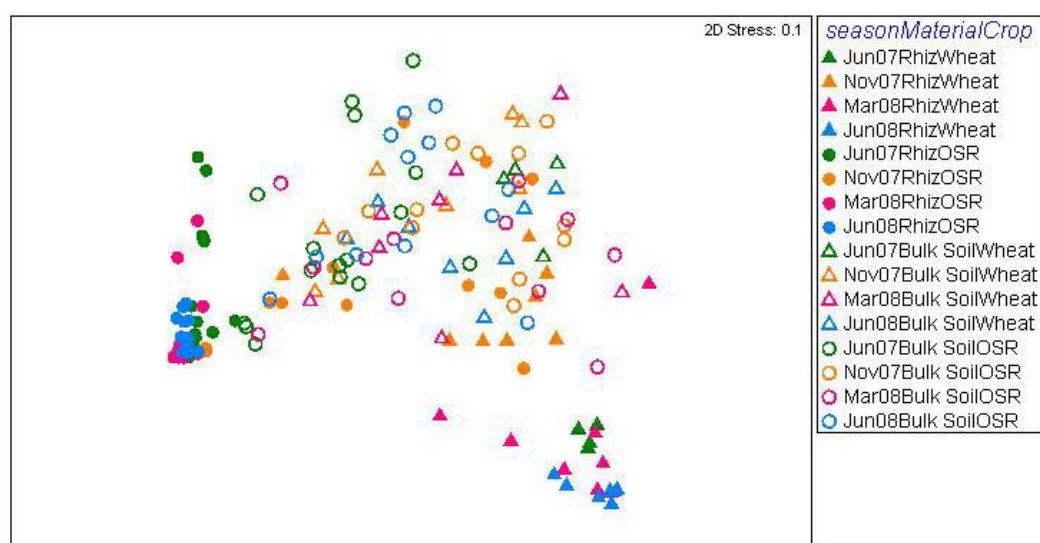 2D Stress: 0.1
seasonMaterialCrop
Jun07RhizWheat
Nov07RhizWheat
Mar08RhizWheat
Jun08RhizWheat
Jun07RhizOSR
Nov07RhizOSR
Mar08RhizOSR
Jun08RhizOSR
Jun07Bulk SoilWheat
Nov07Bulk SoilWheat
Mar08Bulk SoilWheat
Jun08Bulk SoilWheat
Jun07Bulk SoilOSR
Nov07Bulk SoilOSR
Mar08Bulk SoilOSR
Jun08Bulk SoilOSR